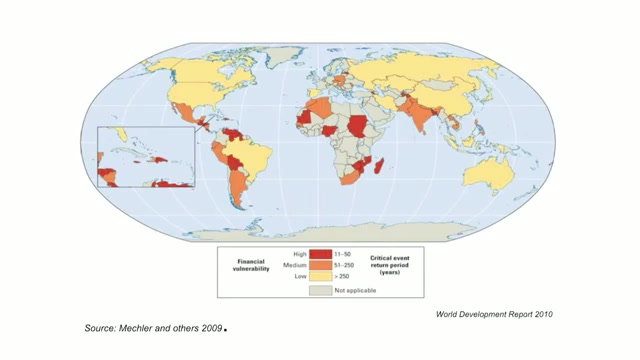 Financial vulnerability
High 11–50
Medium 51–250
Low > 250
Not applicable
Critical event return period (years)
World Development Report 2010
Source: Mechler and others 2009.